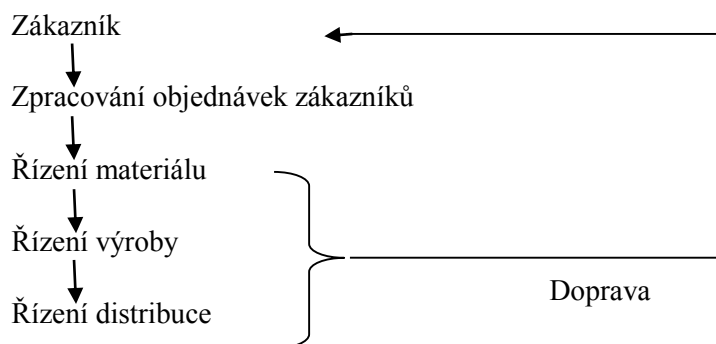 Zákazník
Zpracování objednávek zákazníků
Řízení materiálu
Řízení výroby
Doprava
Řízení distribuce